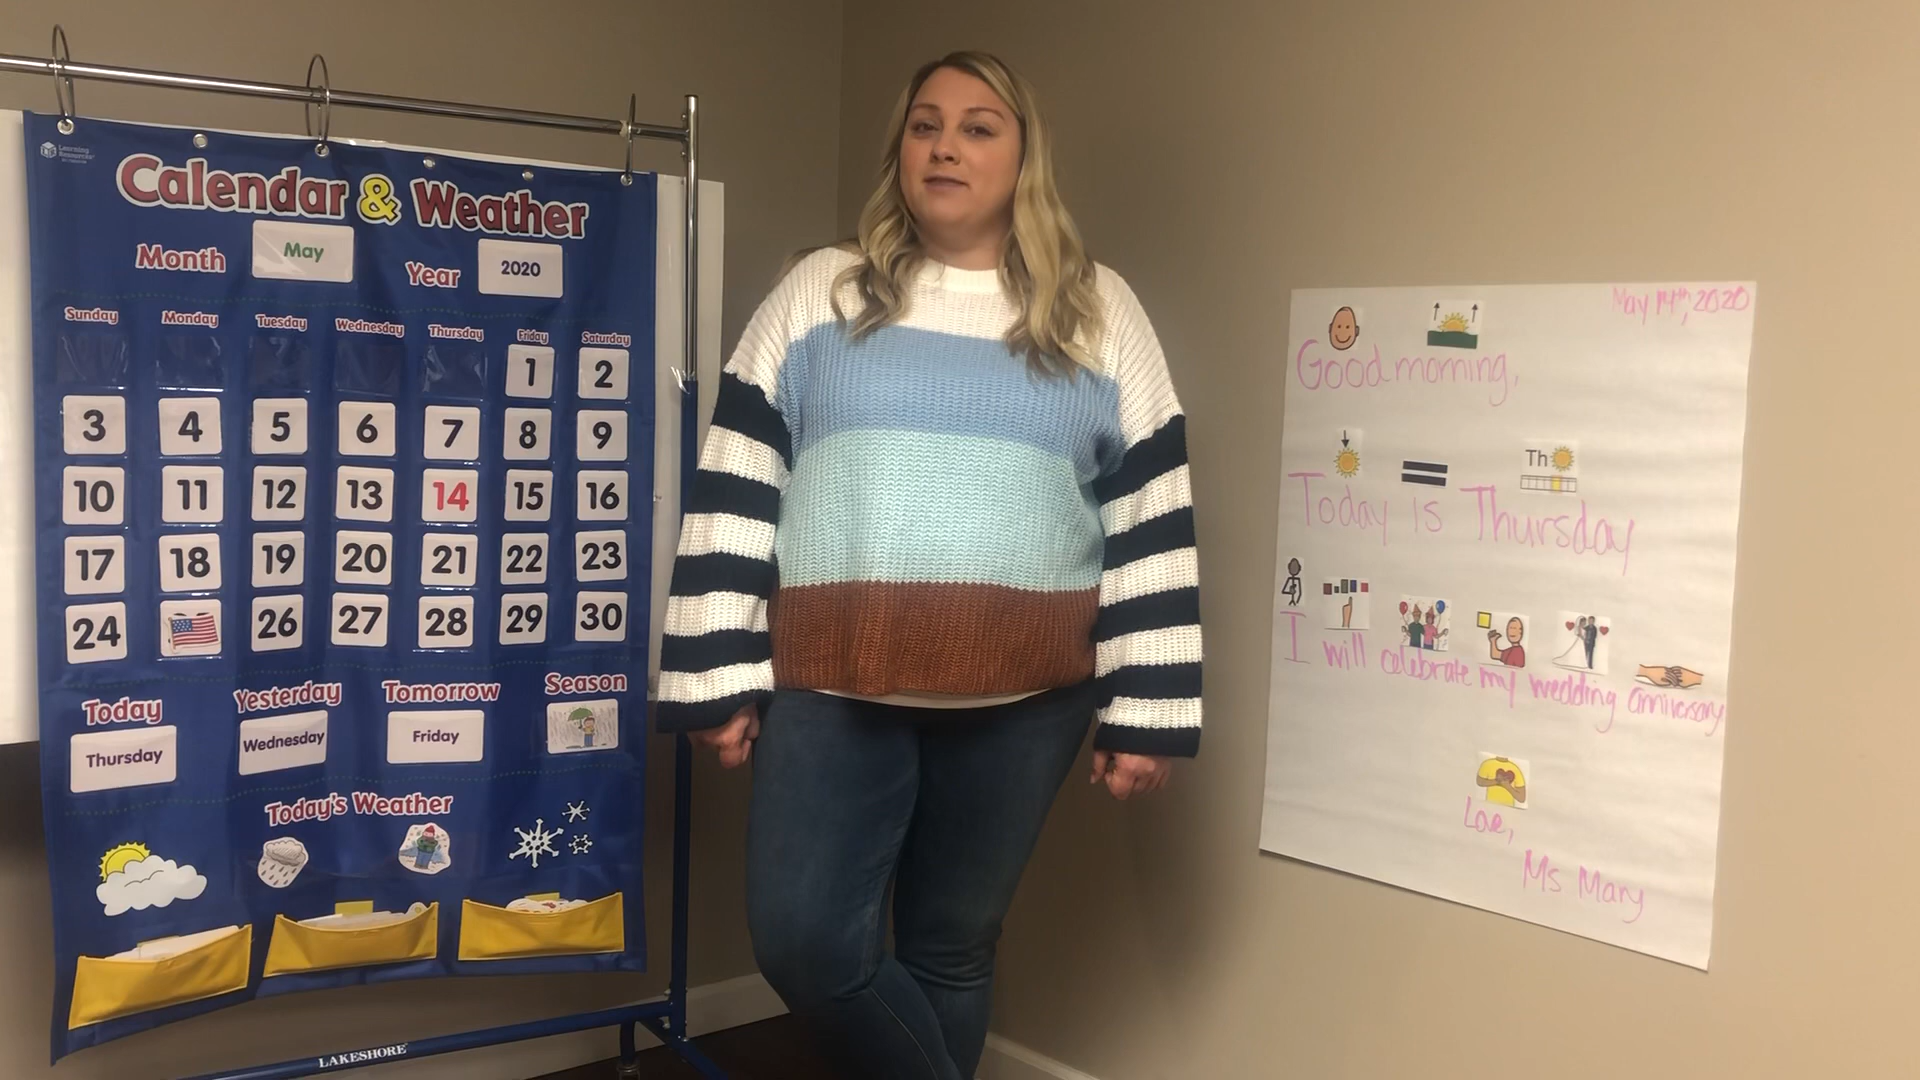 Learning Resources
Calendar & Weather
Month May Year 2020
Sunday Monday Tuesday Wednesday Thursday Friday Saturday
1 2
3 4 5 6 7 8 9
10 11 12 13 14 15 16
17 18 19 20 21 22 23
24 26 27 28 29 30
Today Yesterday Tomorrow Season
Thursday Wednesday Friday
Today's Weather
LAKESHORE
May 14th, 2020
Good morning,
Th
Today is Thursday
I will celebrate my wedding anniversary
Love,
Ms Mary